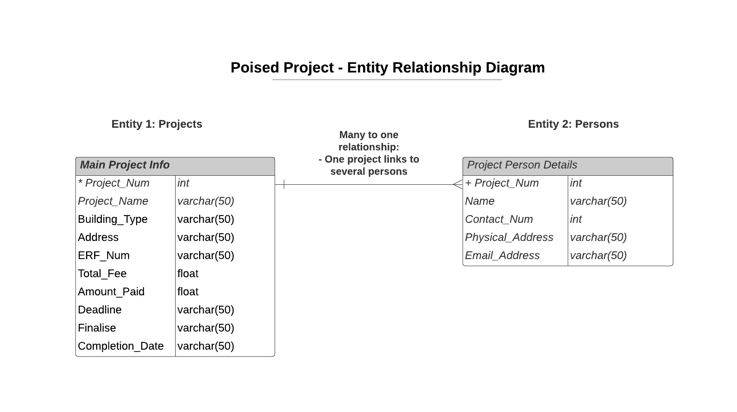 Poised Project - Entity Relationship Diagram
Entity 1: Projects
Entity 2: Persons
Many to one
relationship:
- One project links to
several persons
Main Project Info
* Project_Num int
Project_Name varchar(50)
Building_Type varchar(50)
Address varchar(50)
ERF_Num varchar(50)
Total_Fee float
Amount_Paid float
Deadline varchar(50)
Finalise varchar(50)
Completion_Date varchar(50)
Project Person Details
+ Project_Num int
Name varchar(50)
Contact_Num int
Physical_Address varchar(50)
Email_Address varchar(50)